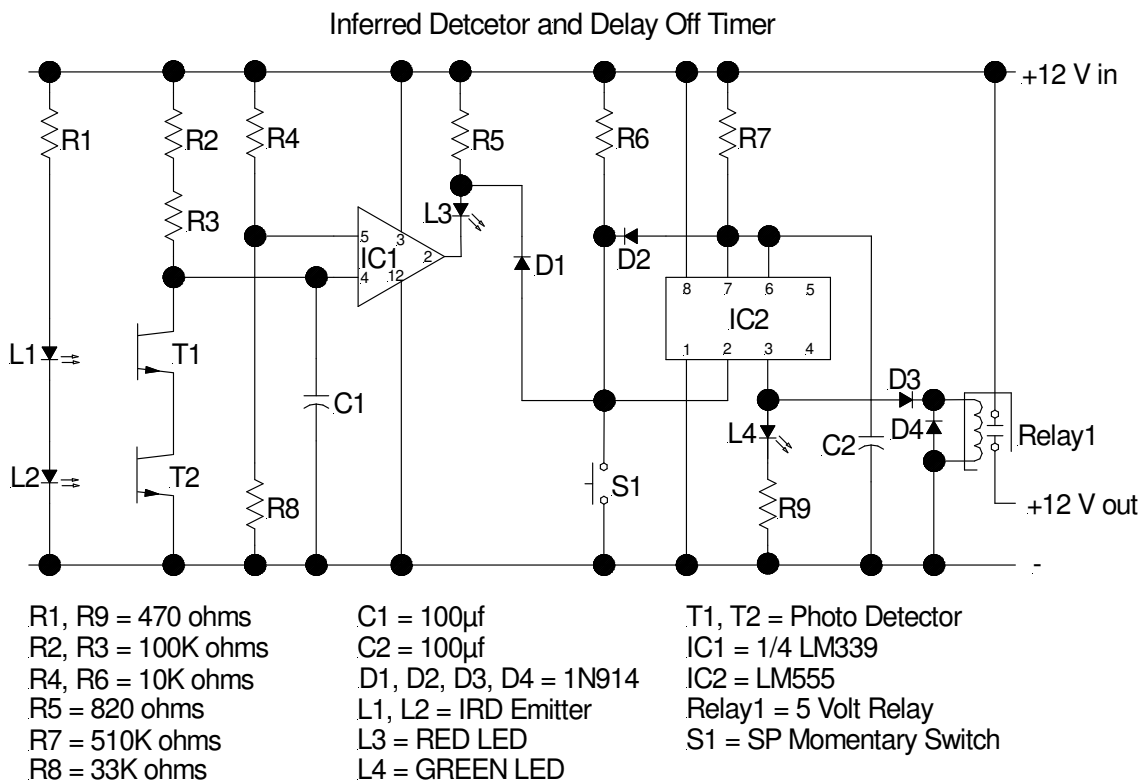 Inferred Detcetor and Delay Off Timer
+12 V in
R1
R2
R4
R5
R6
R7
R3
L3
5
3
IC1
2
4
12
D2
D1
8
7
6
5
IC2
1
2
3
4
L1
T1
C1
D3
L4
C2
D4
Relay1
L2
T2
R8
S1
R9
+12 V out
-
R1, R9 = 470 ohms
R2, R3 = 100K ohms
R4, R6 = 10K ohms
R5 = 820 ohms
R7 = 510K ohms
R8 = 33K ohms
C1 = 100µf
C2 = 100µf
D1, D2, D3, D4 = 1N914
L1, L2 = IRD Emitter
L3 = RED LED
L4 = GREEN LED
T1, T2 = Photo Detector
IC1 = 1/4 LM339
IC2 = LM555
Relay1 = 5 Volt Relay
S1 = SP Momentary Switch